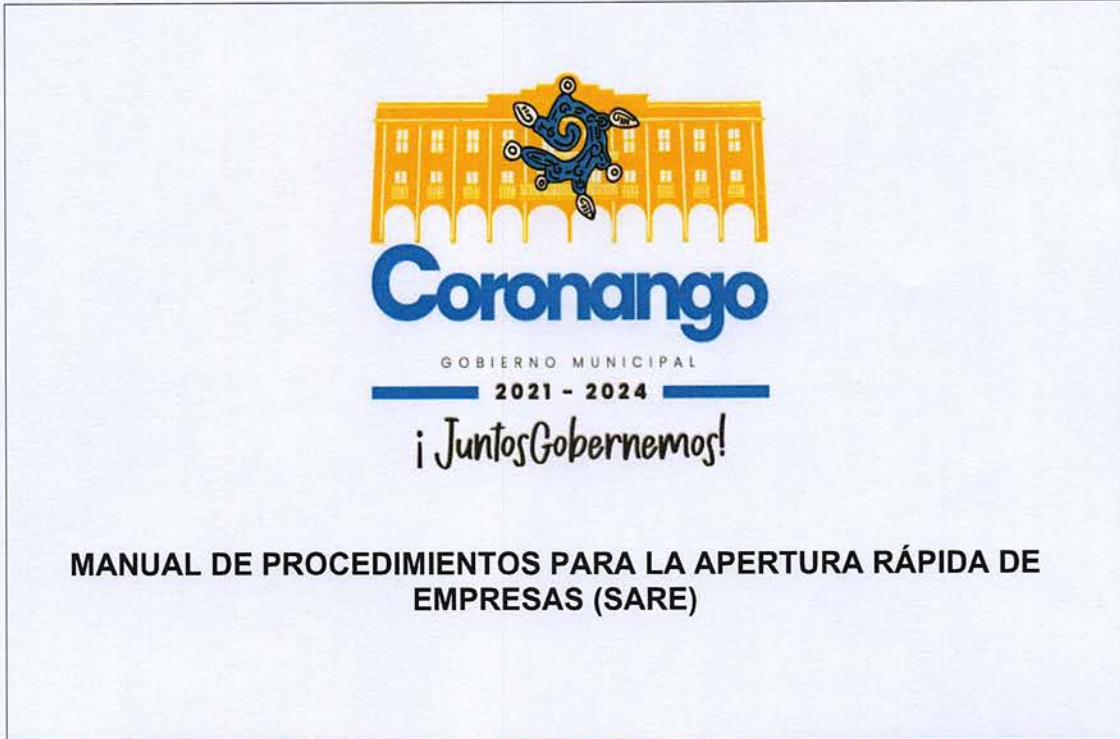 Coronango
GOBIERNO MUNICIPAL
2021 - 2024
¡JuntosGobernemos!
MANUAL DE PROCEDIMIENTOS PARA LA APERTURA RÁPIDA DE
EMPRESAS (SARE)